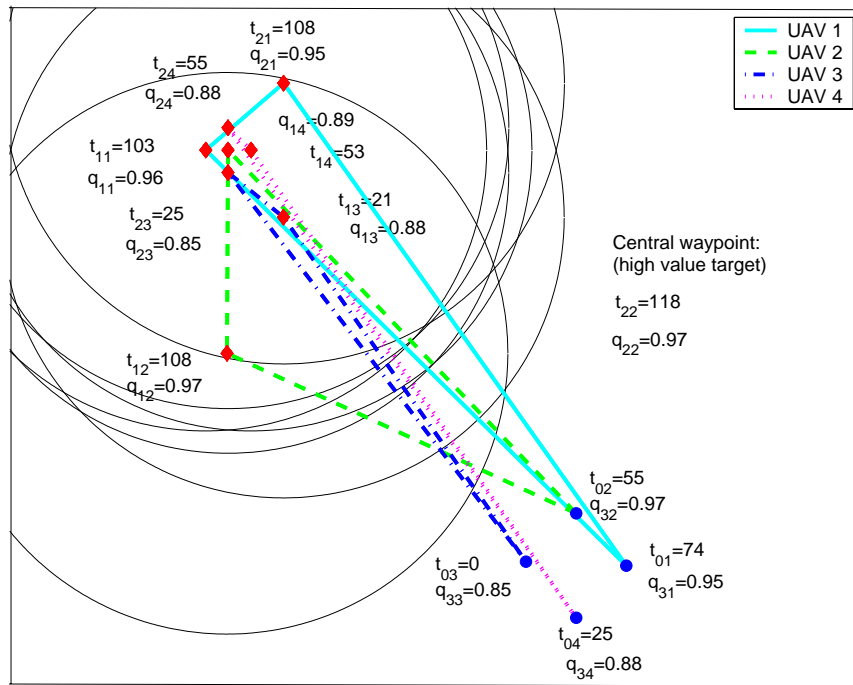 t21=108
q21=0.95
t24=55
q24=0.88
q14=0.89
t14=53
t11=103
q11=0.96
t13=21
q13=0.88
t23=25
q23=0.85
t12=108
q12=0.97
UAV 1
UAV 2
UAV 3
UAV 4
Central waypoint:
(high value target)
t22=118
q22=0.97
t02=55
q32=0.97
t01=74
q31=0.95
t03=0
q33=0.85
t04=25
q34=0.88